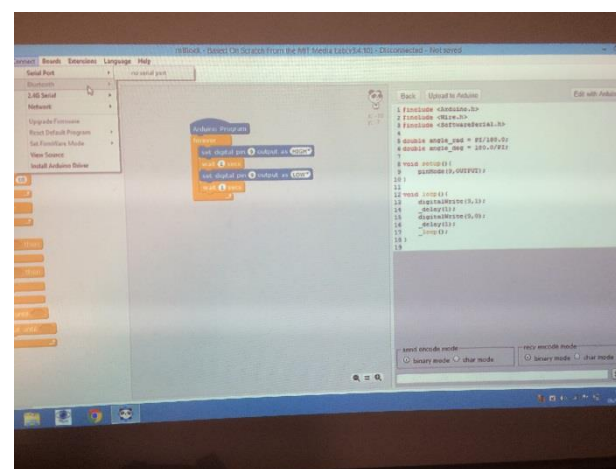 mBlock - Based On Scratch From the MIT Media Lab(v3.4.10) - Disconnected - Not saved
Connect Boards Extensions Language Help
Serial Port
no serial port
Bluetooth
2.4G Serial
Network
Upgrade Firmware
Reset Default Program
Set FirmWare Mode
View Source
Install Arduino Driver
Arduino Program
forever
set digital pin 9 output as HIGH
wait 1 secs
set digital pin 9 output as LOW
wait 1 secs
Back
Upload to Arduino
Edit with Arduino
1 #include <Arduino.h>
2 #include <Wire.h>
3 #include <SoftwareSerial.h>
4
5 double angle_rad = PI/180.0;
6 double angle_deg = 180.0/PI;
7
8 void setup(){
9 pinMode(9,OUTPUT);
10 }
11
12 void loop(){
13 digitalWrite(9,1);
14 _delay(1);
15 digitalWrite(9,0);
16 _delay(1);
17 _loop();
18 }
19
send encode mode
binary mode char mode
recv encode mode
binary mode char mode